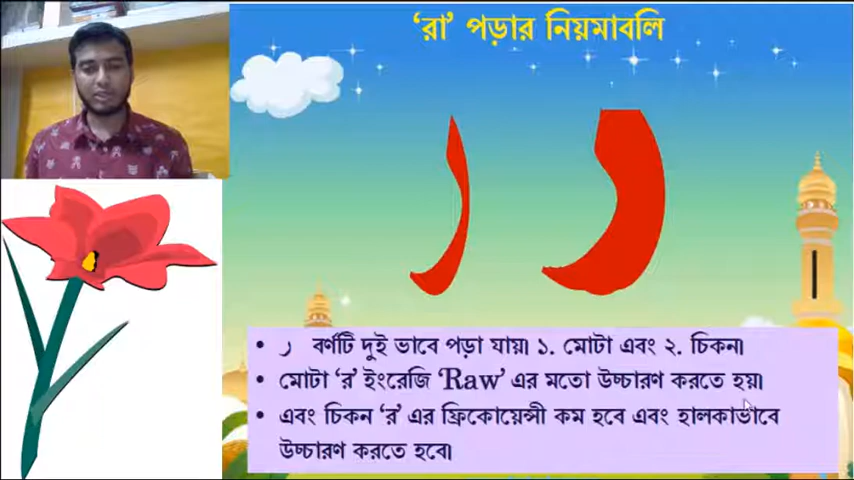 ‘রা’ পড়ার নিয়মাবলি
ر ر
• ر বর্ণটি দুই ভাবে পড়া যায়। ১. মোটা এবং ২. চিকন।
• মোটা ‘র’ ইংরেজি ‘Raw’ এর মতো উচ্চারণ করতে হয়।
• এবং চিকন ‘র’ এর ফ্রিকোয়েন্সী কম হবে এবং হালকাভাবে
উচ্চারণ করতে হবে।